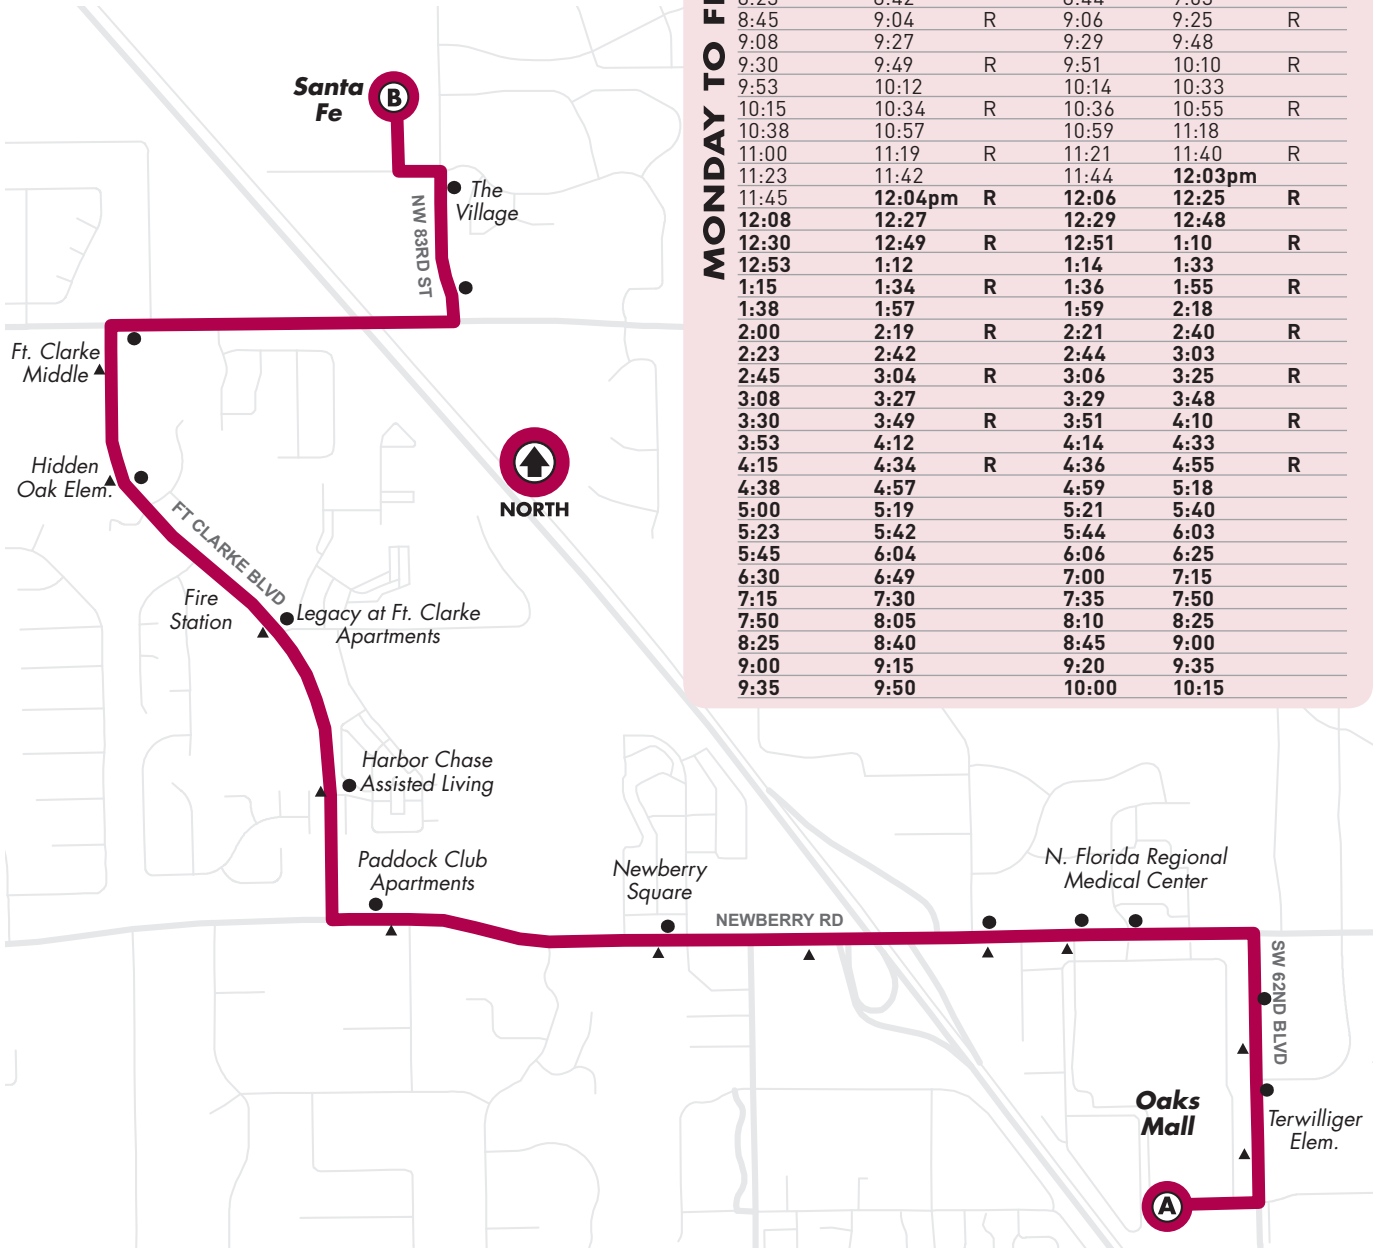 MONDAY TO F
8:45 9:04 R 9:06 9:25 R
9:08 9:27 9:29 9:48
9:30 9:49 R 9:51 10:10 R
9:53 10:12 10:14 10:33
10:15 10:34 R 10:36 10:55 R
10:38 10:57 10:59 11:18
11:00 11:19 R 11:21 11:40 R
11:23 11:42 11:44 12:03pm
11:45 12:04pm R 12:06 12:25 R
12:08 12:27 12:29 12:48
12:30 12:49 R 12:51 1:10 R
12:53 1:12 1:14 1:33
1:15 1:34 R 1:36 1:55 R
1:38 1:57 1:59 2:18
2:00 2:19 R 2:21 2:40 R
2:23 2:42 2:44 3:03
2:45 3:04 R 3:06 3:25 R
3:08 3:27 3:29 3:48
3:30 3:49 R 3:51 4:10 R
3:53 4:12 4:14 4:33
4:15 4:34 R 4:36 4:55 R
4:38 4:57 4:59 5:18
5:00 5:19 5:21 5:40
5:23 5:42 5:44 6:03
5:45 6:04 6:06 6:25
6:30 6:49 7:00 7:15
7:15 7:30 7:35 7:50
7:50 8:05 8:10 8:25
8:25 8:40 8:45 9:00
9:00 9:15 9:20 9:35
9:35 9:50 10:00 10:15
Santa
Fe
B
The
Village
NW 83RD ST
Ft. Clarke
Middle
Hidden
Oak Elem.
NORTH
FT CLARKE BLVD
Fire
Station
Legacy at Ft. Clarke
Apartments
Harbor Chase
Assisted Living
Paddock Club
Apartments
Newberry
Square
NEWBERRY RD
N. Florida Regional
Medical Center
SW 62ND BLVD
Oaks
Mall
Terwilliger
Elem.
A